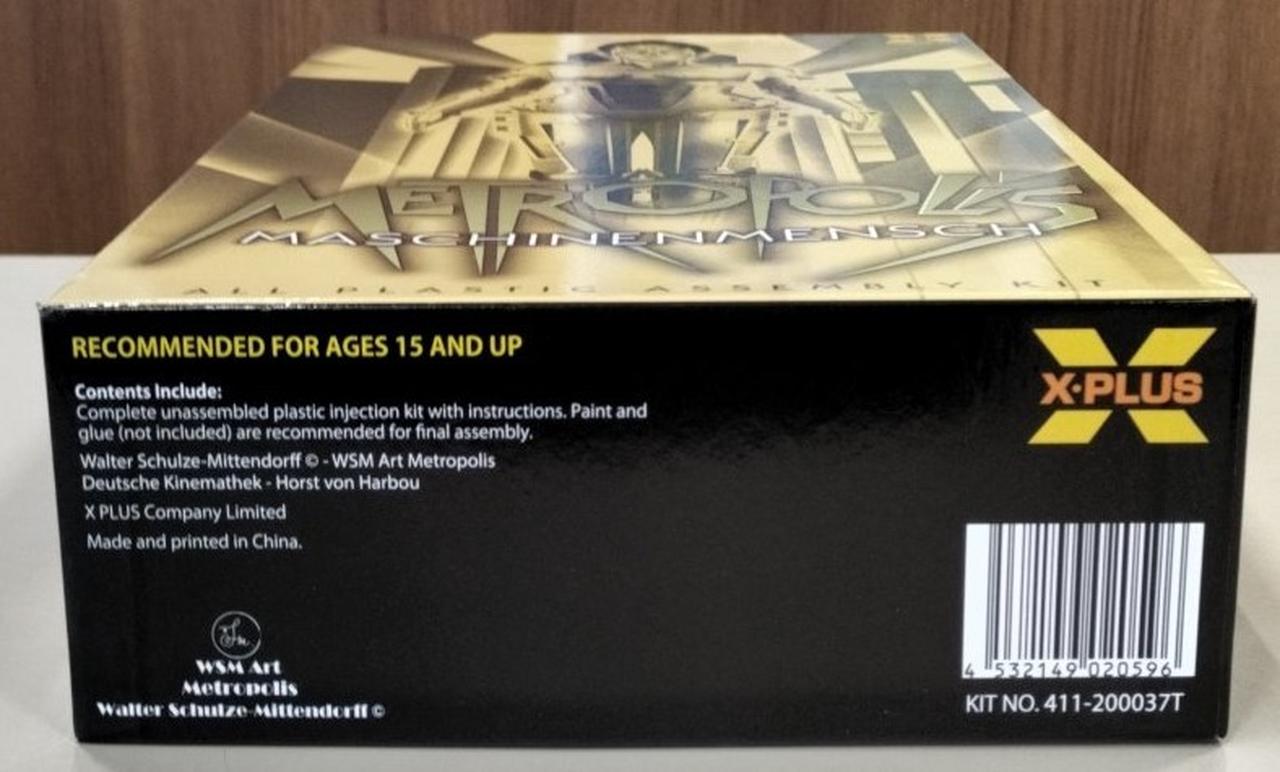 METROPOLIS
MASCHINENMENSCH
ALL PLASTIC ASSEMBLY KIT
RECOMMENDED FOR AGES 15 AND UP
X·PLUS
Contents Include:
Complete unassembled plastic injection kit with instructions. Paint and
glue (not included) are recommended for final assembly.
Walter Schulze-Mittendorff © - WSM Art Metropolis
Deutsche Kinemathek - Horst von Harbou
X PLUS Company Limited
Made and printed in China.
WSM Art
Metropolis
Walter Schulze-Mittendorff ©
4 532149 020596
KIT NO. 411-200037T